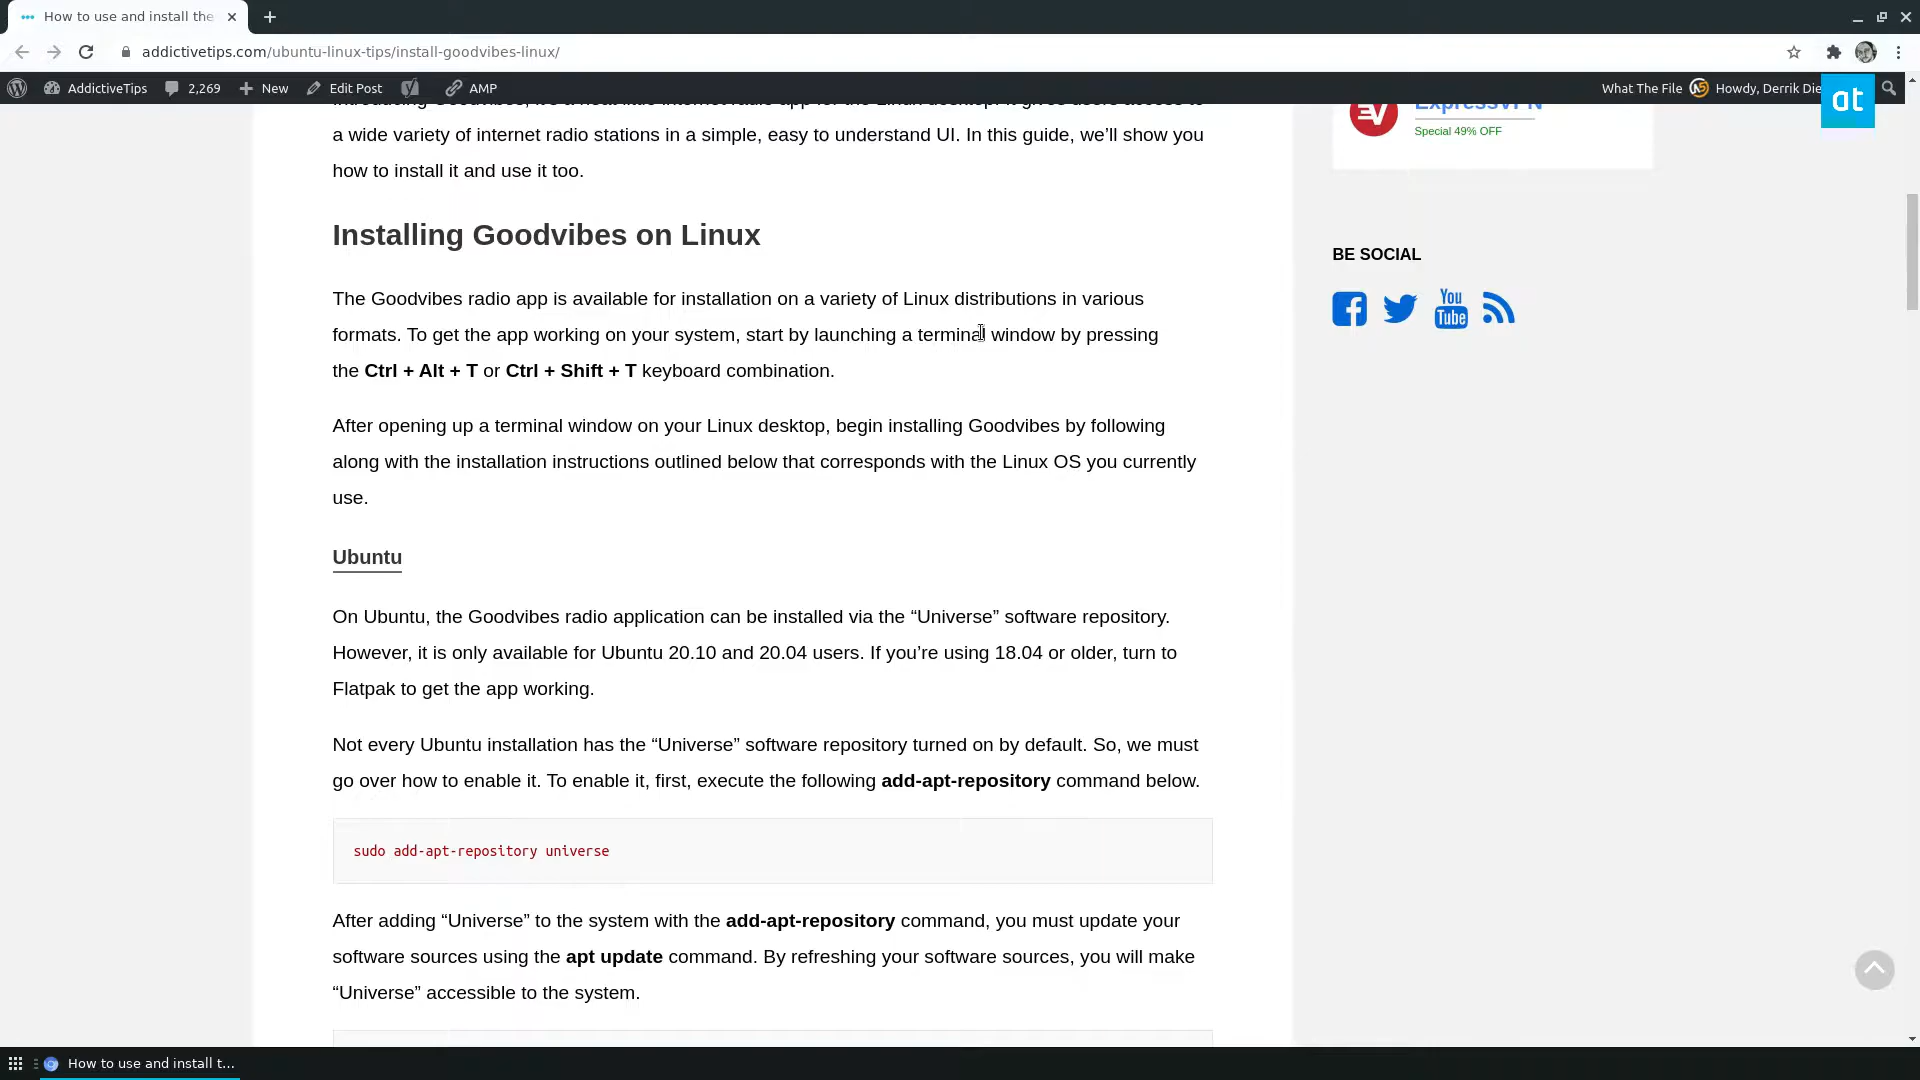 How to use and install the
addictivetips.com/ubuntu-linux-tips/install-goodvibes-linux/
AddictiveTips 2,269 New Edit Post AMP What The File Howdy, Derrik Die
at
a wide variety of internet radio stations in a simple, easy to understand UI. In this guide, we’ll show you
how to install it and use it too.
ExpressVPN
Special 49% OFF
Installing Goodvibes on Linux
The Goodvibes radio app is available for installation on a variety of Linux distributions in various
formats. To get the app working on your system, start by launching a terminal window by pressing
the Ctrl + Alt + T or Ctrl + Shift + T keyboard combination.
After opening up a terminal window on your Linux desktop, begin installing Goodvibes by following
along with the installation instructions outlined below that corresponds with the Linux OS you currently
use.
Ubuntu
On Ubuntu, the Goodvibes radio application can be installed via the “Universe” software repository.
However, it is only available for Ubuntu 20.10 and 20.04 users. If you’re using 18.04 or older, turn to
Flatpak to get the app working.
Not every Ubuntu installation has the “Universe” software repository turned on by default. So, we must
go over how to enable it. To enable it, first, execute the following add-apt-repository command below.
sudo add-apt-repository universe
After adding “Universe” to the system with the add-apt-repository command, you must update your
software sources using the apt update command. By refreshing your software sources, you will make
“Universe” accessible to the system.
BE SOCIAL
You
Tube
How to use and install t...